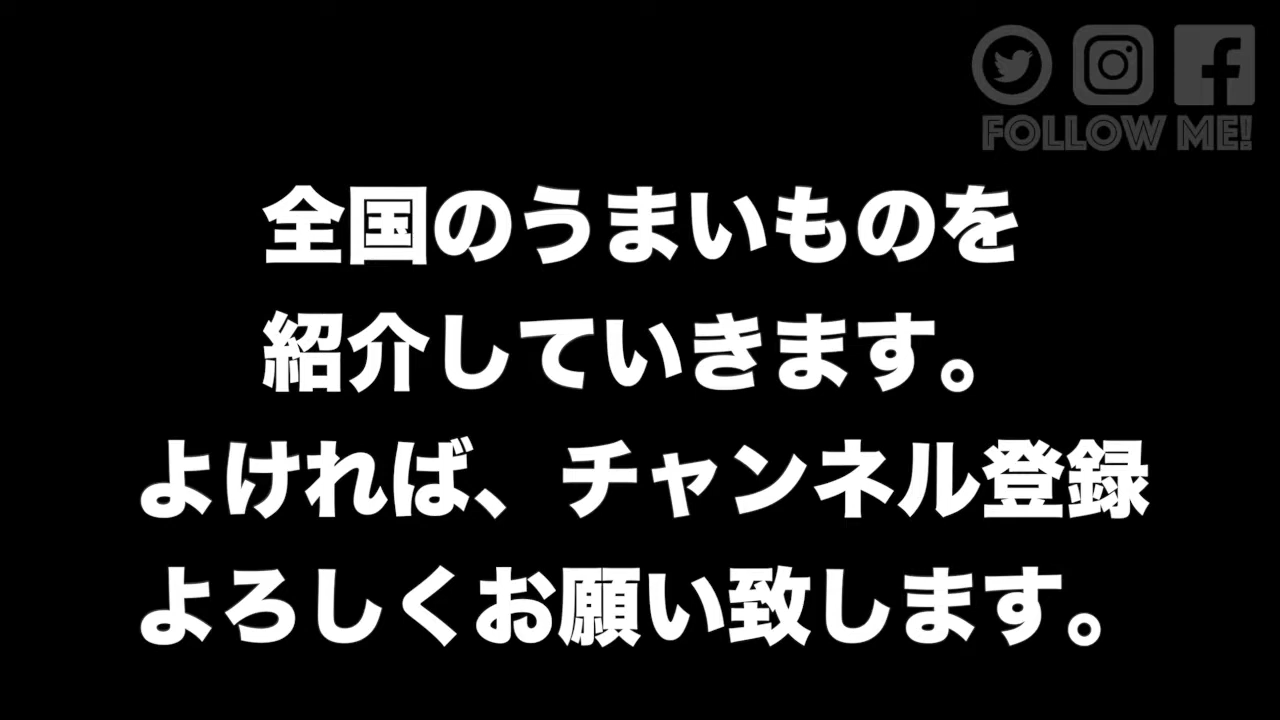 FOLLOW ME!
全国のうまいものを
紹介していきます。
よければ、チャンネル登録
よろしくお願い致します。